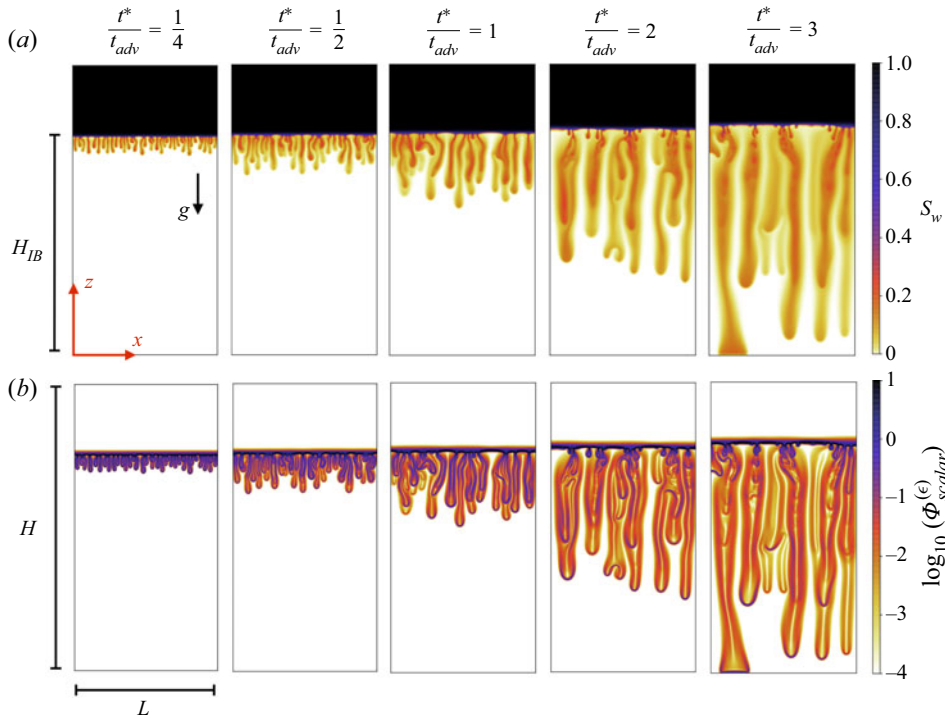 t*/t_adv = 1/4 t*/t_adv = 1/2 t*/t_adv = 1 t*/t_adv = 2 t*/t_adv = 3
(a)
1.0
0.8
0.6
S_w
0.4
0.2
0
g
H_IB
z
x
(b)
1
0
−1
−2
−3
−4
log₁₀ (Φ_scalar^(ϵ))
H
L